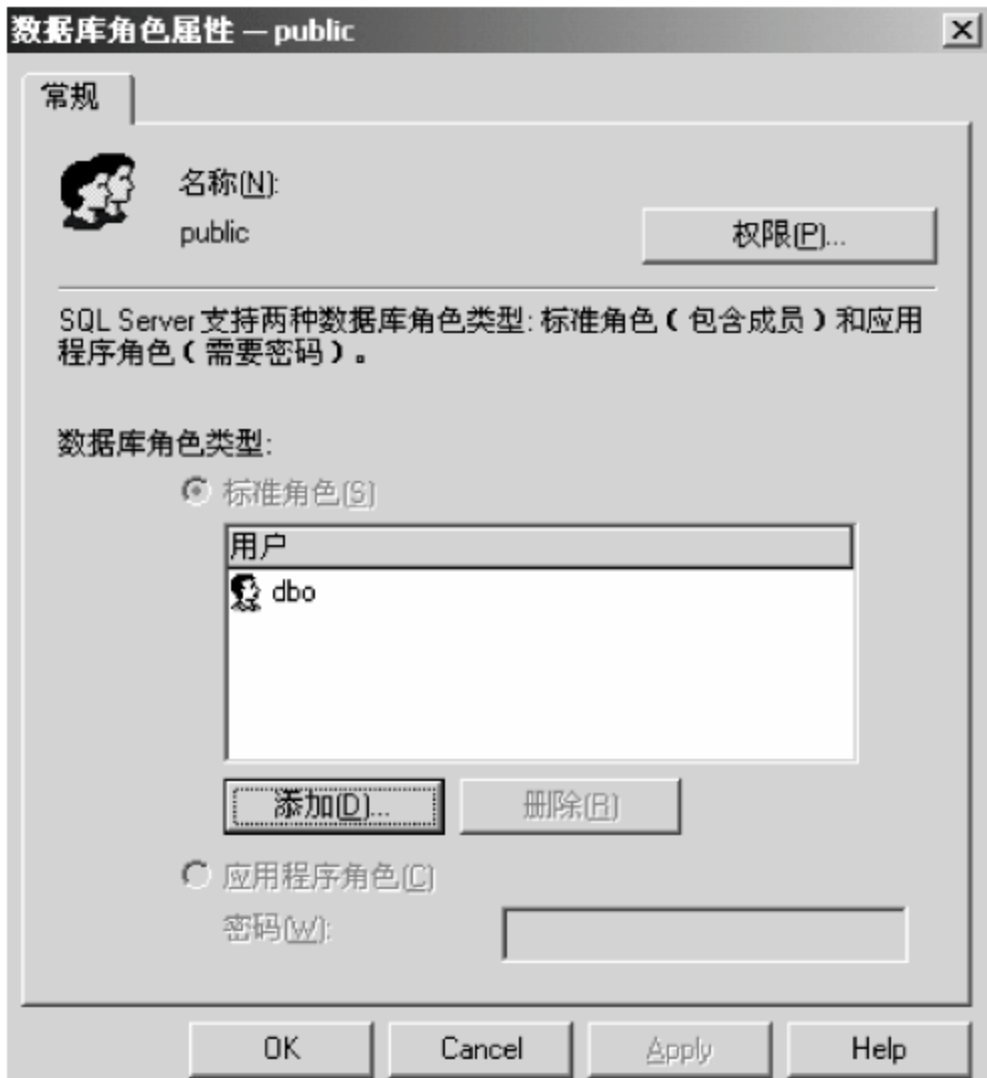 数据库角色属性 — public
常规
名称(N):
public
权限(P)...
SQL Server 支持两种数据库角色类型: 标准角色（包含成员）和应用
程序角色（需要密码）。
数据库角色类型:
标准角色(S)
用户
dbo
添加(D)...
删除(R)
应用程序角色(C)
密码(W):
OK
Cancel
Apply
Help